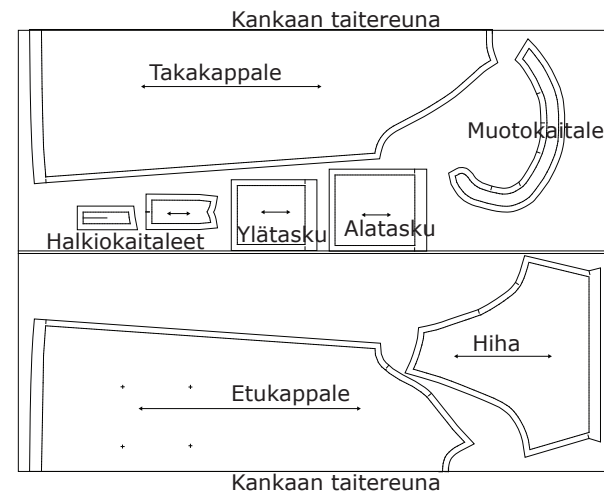 Kankaan taitereuna
Takakappale
Muotokaitale
Halkiokaitaleet
Ylätasku
Alatasku
Hiha
Etukappale
Kankaan taitereuna